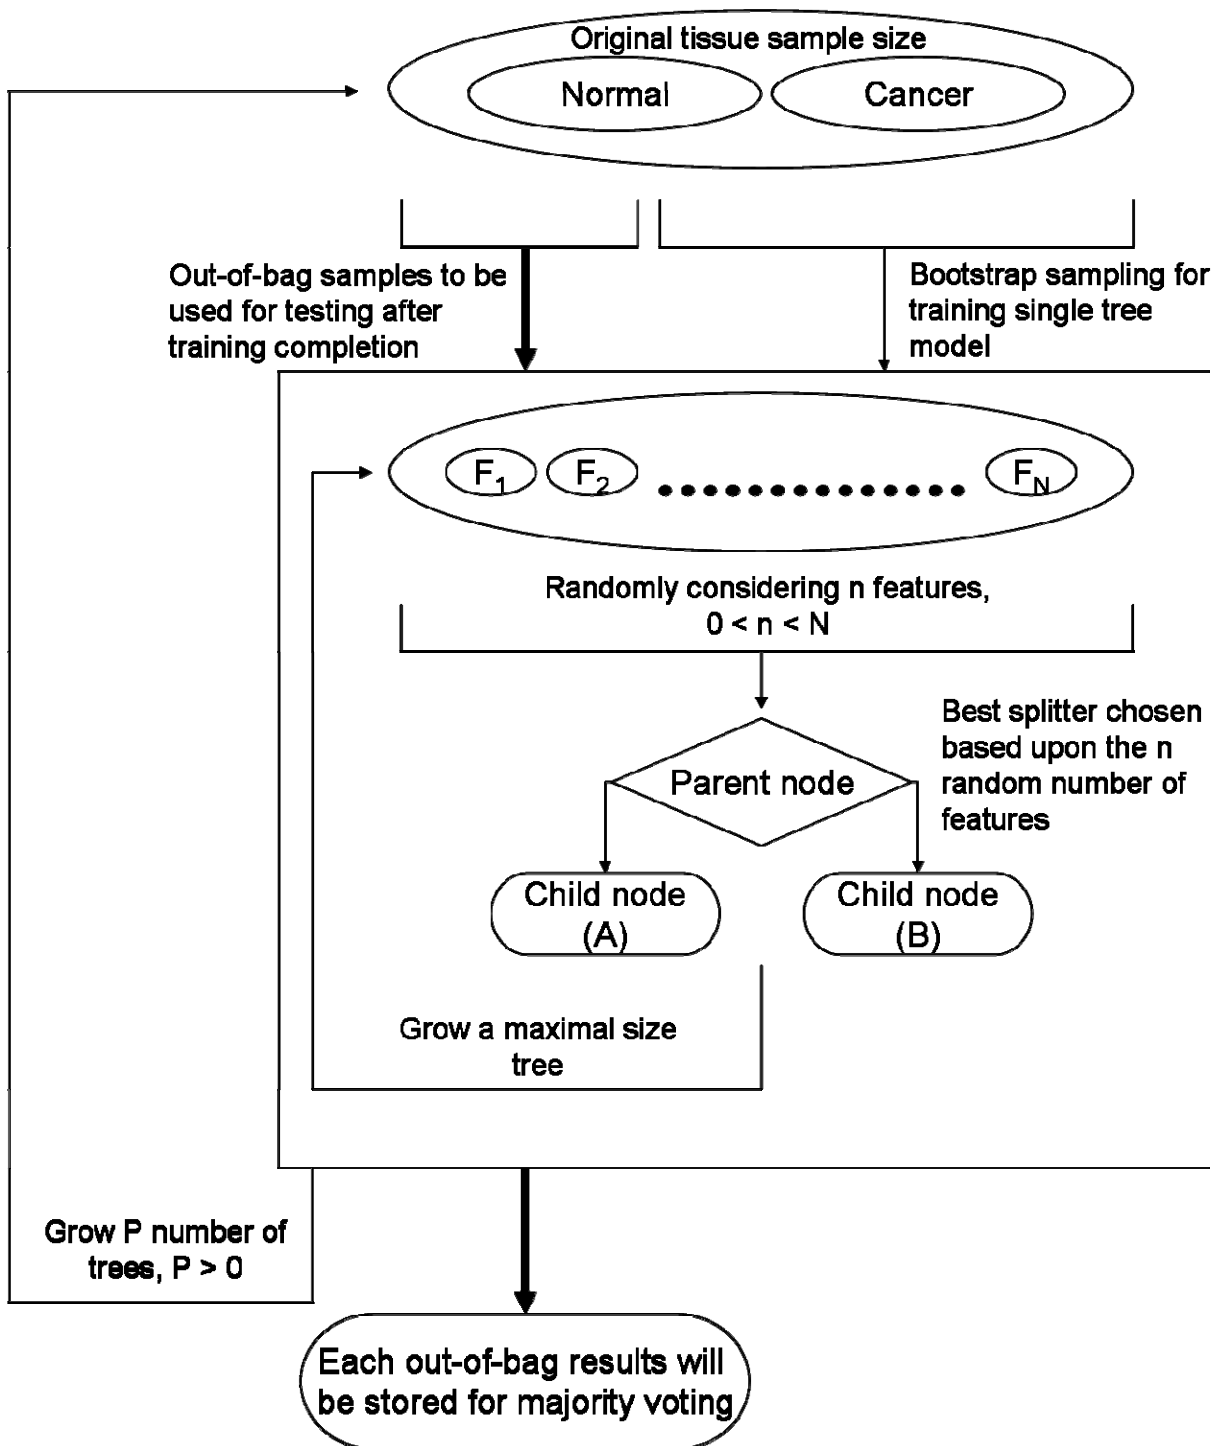 Original tissue sample size
Normal
Cancer
Out-of-bag samples to be
used for testing after
training completion
Bootstrap sampling for
training single tree
model
F1
F2
FN
Randomly considering n features,
0 < n < N
Parent node
Best splitter chosen
based upon the n
random number of
features
Child node
(A)
Child node
(B)
Grow a maximal size
tree
Grow P number of
trees, P > 0
Each out-of-bag results will
be stored for majority voting